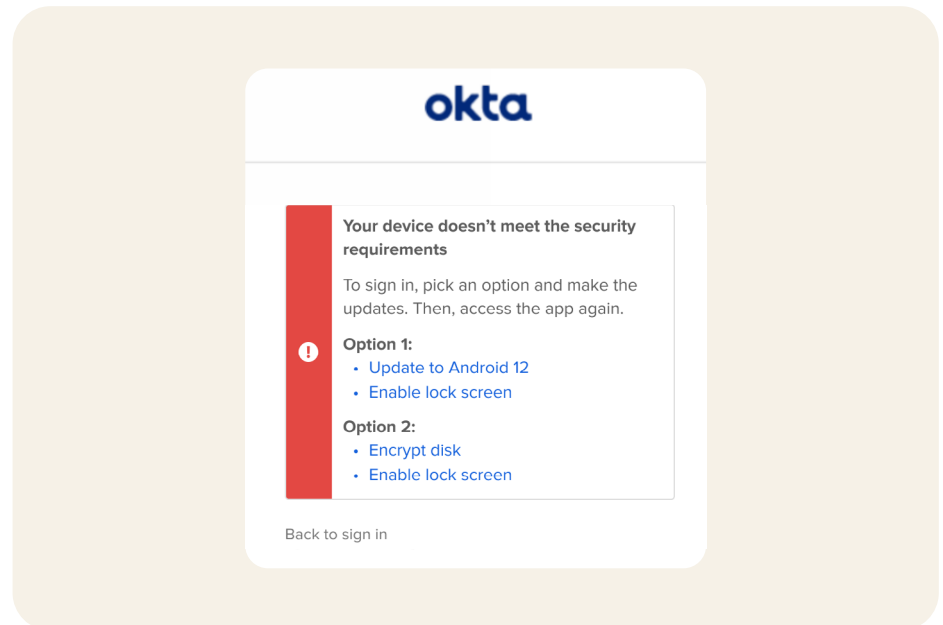 okta
Your device doesn’t meet the security
requirements
To sign in, pick an option and make the
updates. Then, access the app again.
Option 1:
• Update to Android 12
• Enable lock screen
Option 2:
• Encrypt disk
• Enable lock screen
Back to sign in